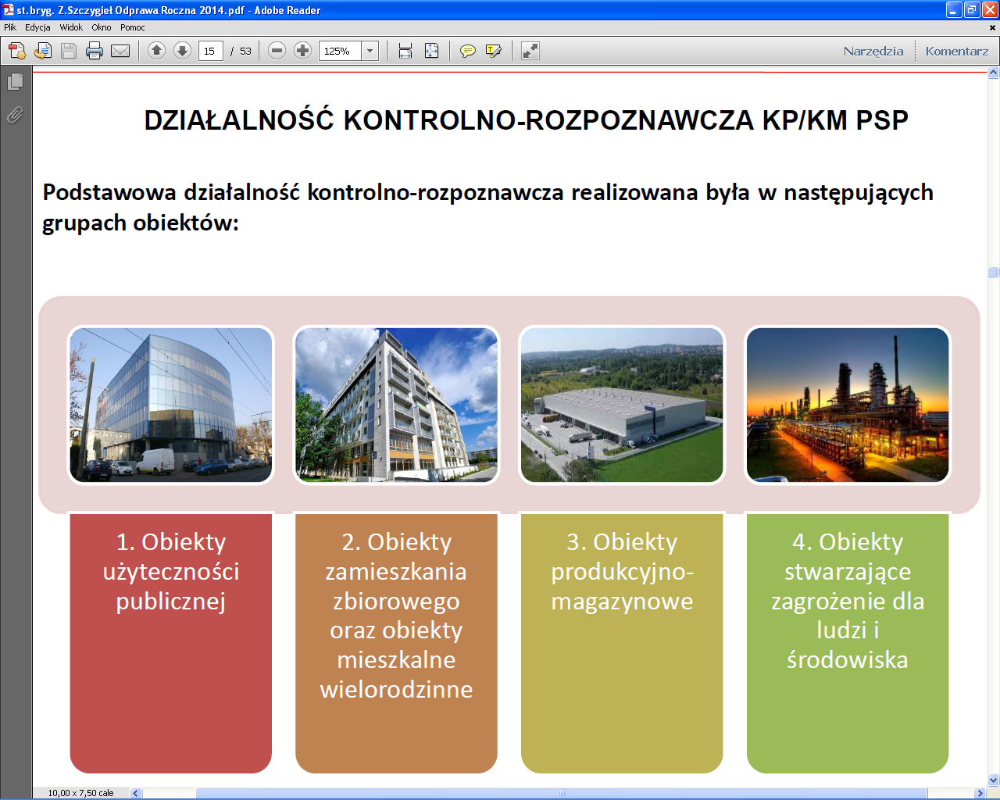 st.bryg. Z.Szczygieł Odprawa Roczna 2014.pdf - Adobe Reader
Plik Edycja Widok Okno Pomoc
15 / 53 125% Narzędzia Komentarz
DZIAŁALNOŚĆ KONTROLNO-ROZPOZNAWCZA KP/KM PSP
Podstawowa działalność kontrolno-rozpoznawcza realizowana była w następujących
grupach obiektów:
1. Obiekty
użyteczności
publicznej
2. Obiekty
zamieszkania
zbiorowego
oraz obiekty
mieszkalne
wielorodzinne
3. Obiekty
produkcyjno-
magazynowe
4. Obiekty
stwarzające
zagrożenie dla
ludzi i
środowiska
10,00 x 7,50 cale